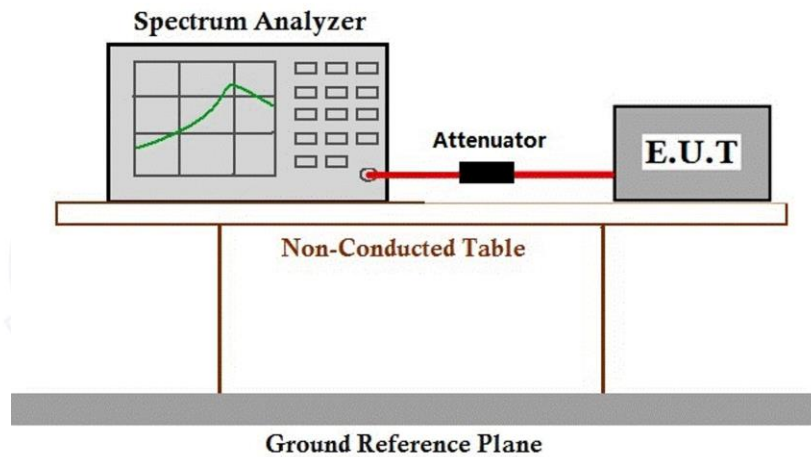 Spectrum Analyzer
Attenuator
E.U.T
Non-Conducted Table
Ground Reference Plane